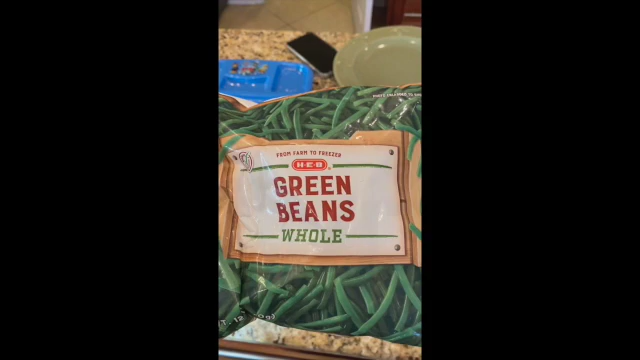 FROM FARM TO FREEZER
H-E-B
GREEN
BEANS
WHOLE